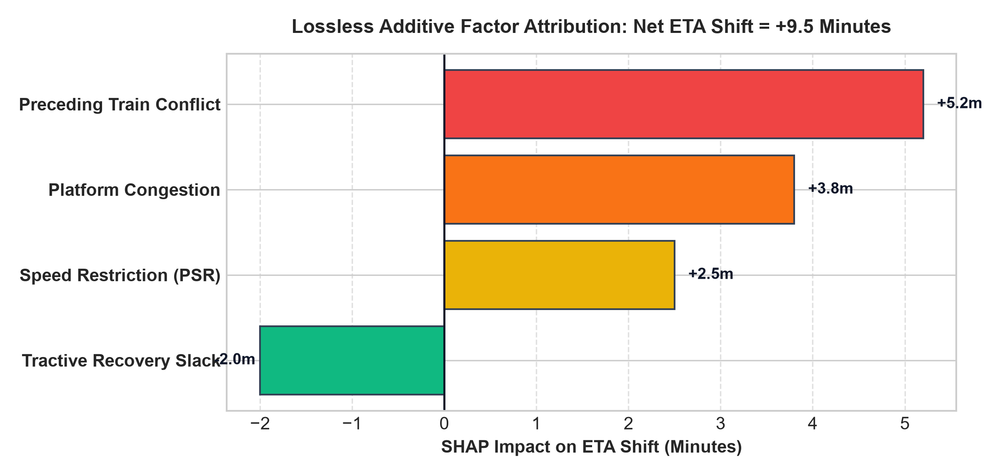 Lossless Additive Factor Attribution: Net ETA Shift = +9.5 Minutes
Preceding Train Conflict
+5.2m
Platform Congestion
+3.8m
Speed Restriction (PSR)
+2.5m
Tractive Recovery Slack
-2.0m
−2 −1 0 1 2 3 4 5
SHAP Impact on ETA Shift (Minutes)